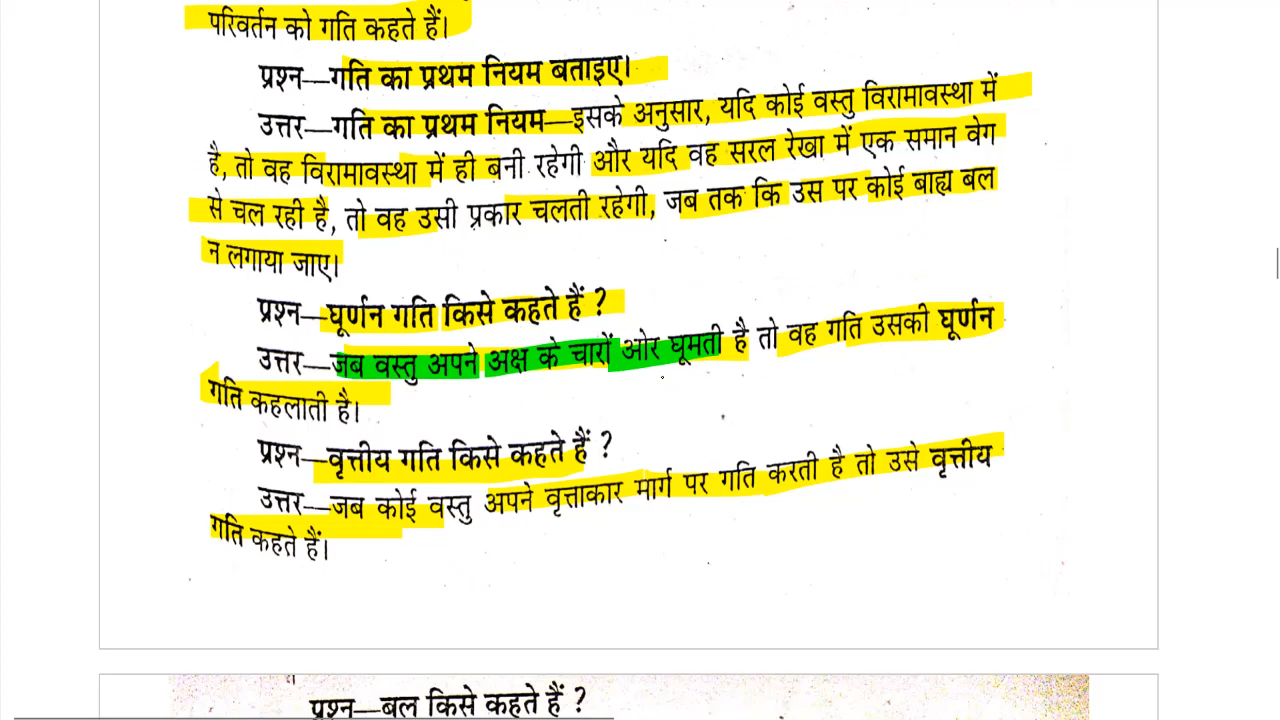 परिवर्तन को गति कहते हैं।
प्रश्न—गति का प्रथम नियम बताइए।
उत्तर—गति का प्रथम नियम—इसके अनुसार, यदि कोई वस्तु विरामावस्था में
है, तो वह विरामावस्था में ही बनी रहेगी और यदि वह सरल रेखा में एक समान वेग
से चल रही है, तो वह उसी प्रकार चलती रहेगी, जब तक कि उस पर कोई बाह्य बल
न लगाया जाए।
प्रश्न—घूर्णन गति किसे कहते हैं ?
उत्तर—जब वस्तु अपने अक्ष के चारों ओर घूमती है तो वह गति उसकी घूर्णन
गति कहलाती है।
प्रश्न—वृत्तीय गति किसे कहते हैं ?
उत्तर—जब कोई वस्तु अपने वृत्ताकार मार्ग पर गति करती है तो उसे वृत्तीय
गति कहते हैं।
प्रश्न—बल किसे कहते हैं ?